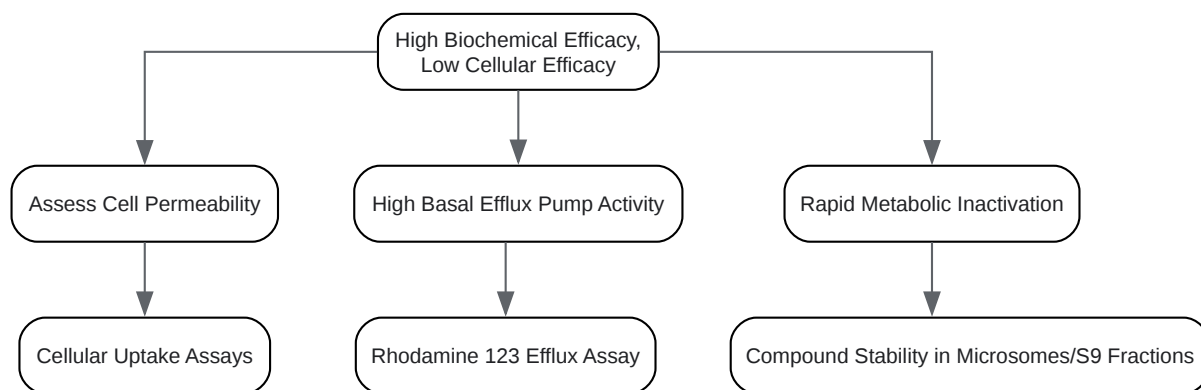 High Biochemical Efficacy,
Low Cellular Efficacy
Assess Cell Permeability
High Basal Efflux Pump Activity
Rapid Metabolic Inactivation
Cellular Uptake Assays
Rhodamine 123 Efflux Assay
Compound Stability in Microsomes/S9 Fractions